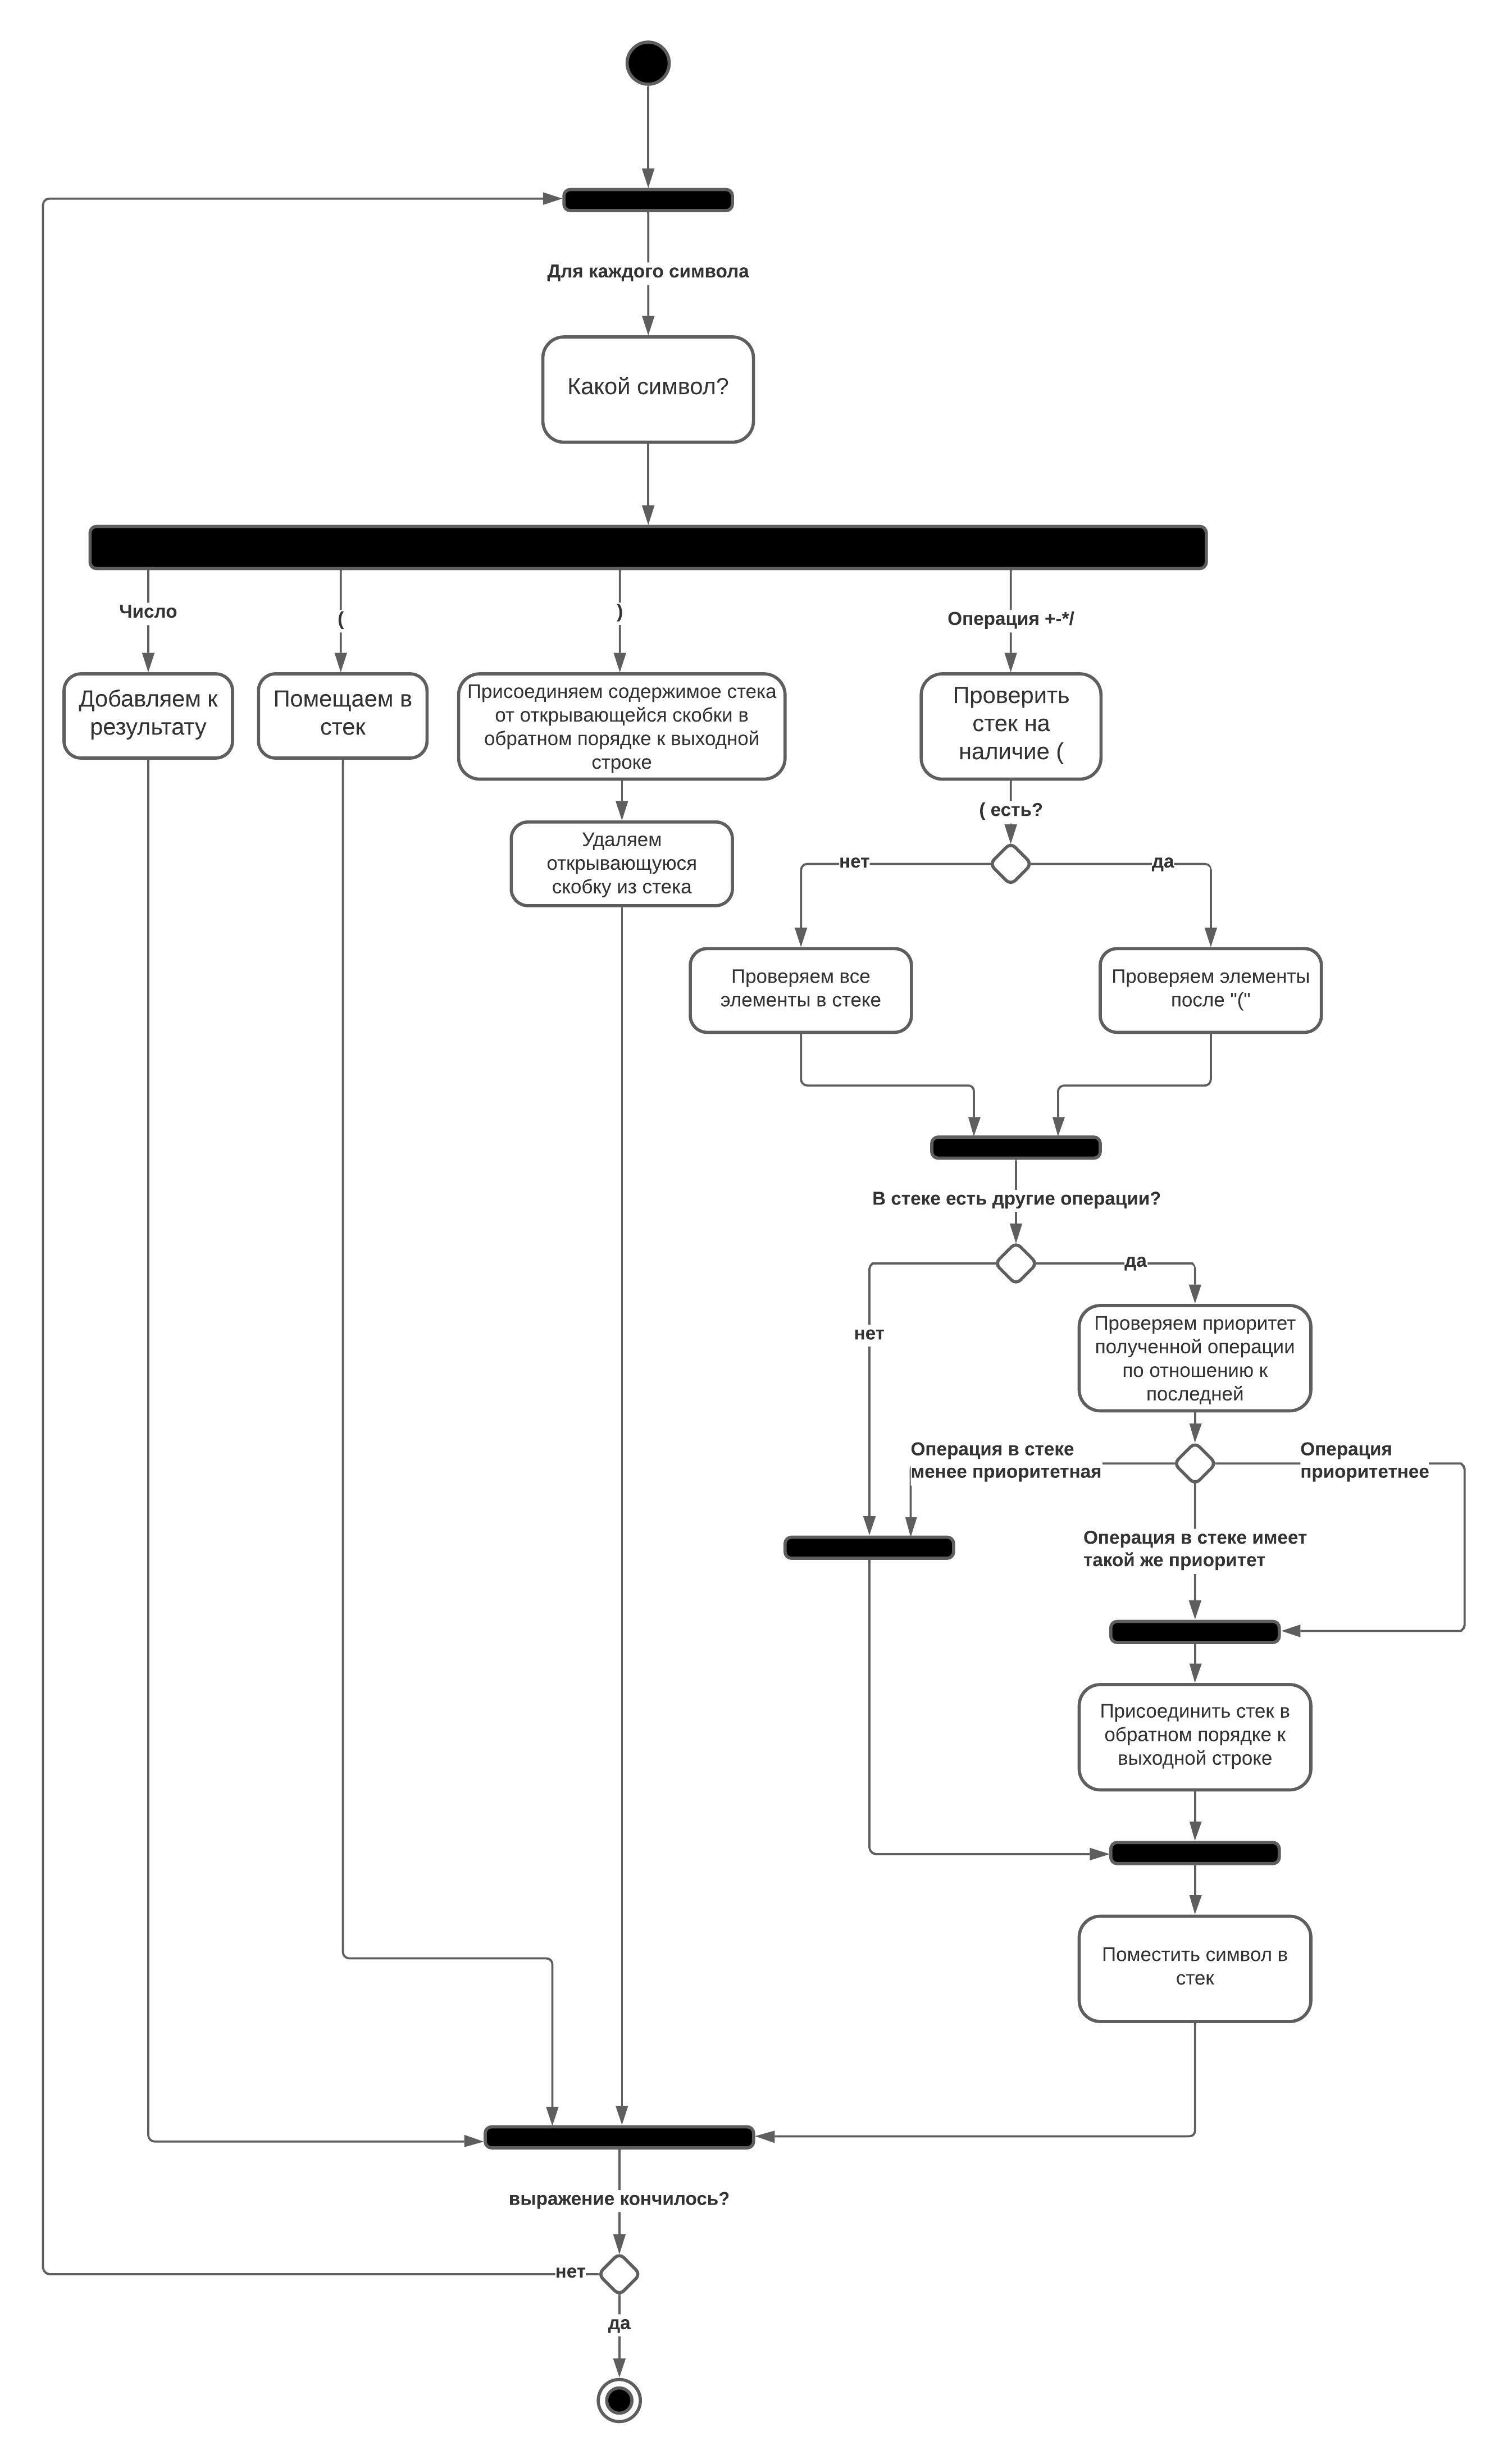 Для каждого символа
Какой символ?
Число
(
)
Операция +-*/
Добавляем к
результату
Помещаем в
стек
Присоединяем содержимое стека
от открывающейся скобки в
обратном порядке к выходной
строке
Проверить
стек на
наличие (
( есть?
Удаляем
открывающуюся
скобку из стека
нет
да
Проверяем все
элементы в стеке
Проверяем элементы
после "("
В стеке есть другие операции?
да
нет
Проверяем приоритет
полученной операции
по отношению к
последней
Операция в стеке
менее приоритетная
Операция
приоритетнее
Операция в стеке имеет
такой же приоритет
Присоединить стек в
обратном порядке к
выходной строке
Поместить символ в
стек
выражение кончилось?
нет
да